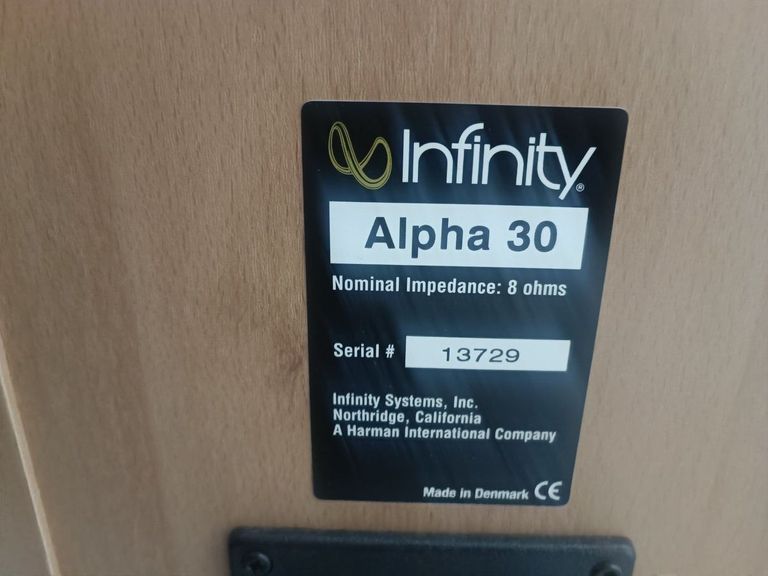 Infinity®
Alpha 30
Nominal Impedance: 8 ohms
Serial # 13729
Infinity Systems, Inc.
Northridge, California
A Harman International Company
Made in Denmark CE